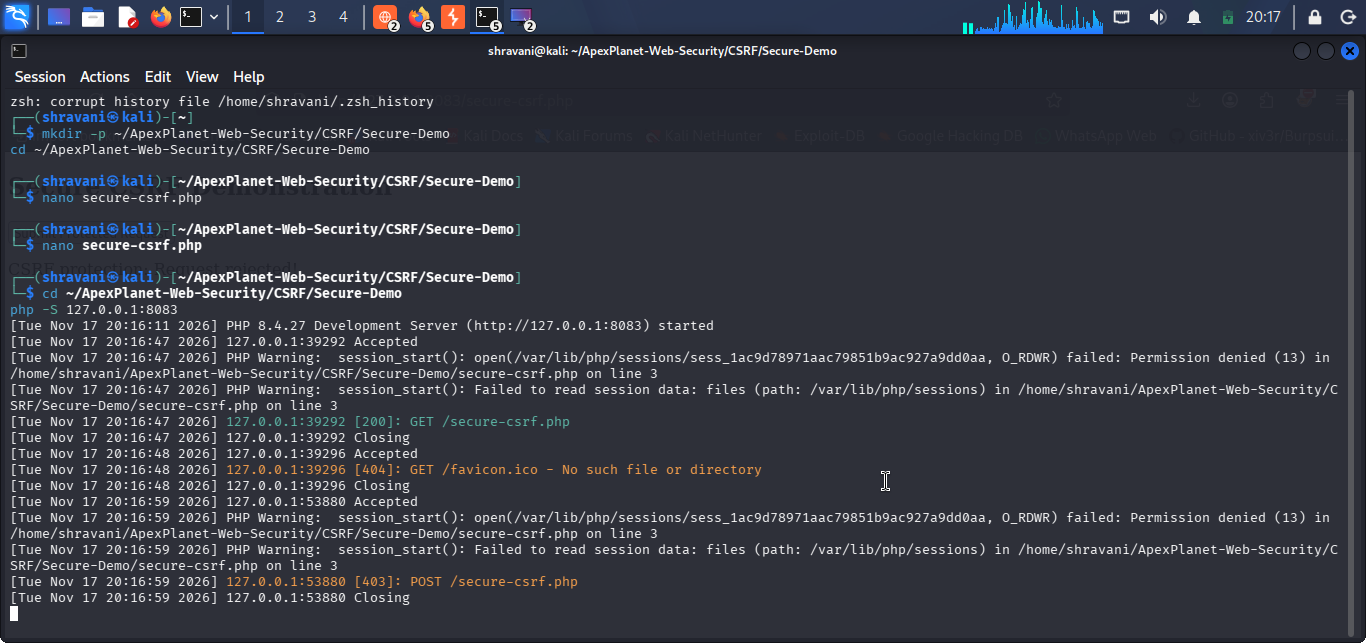 1 2 3 4 2 5 5 2 20:17
shravani@kali: ~/ApexPlanet-Web-Security/CSRF/Secure-Demo
Session Actions Edit View Help
zsh: corrupt history file /home/shravani/.zsh_history
┌──(shravani㉿kali)-[~]
└─$ mkdir -p ~/ApexPlanet-Web-Security/CSRF/Secure-Demo
cd ~/ApexPlanet-Web-Security/CSRF/Secure-Demo
┌──(shravani㉿kali)-[~/ApexPlanet-Web-Security/CSRF/Secure-Demo]
└─$ nano secure-csrf.php
┌──(shravani㉿kali)-[~/ApexPlanet-Web-Security/CSRF/Secure-Demo]
└─$ nano secure-csrf.php
┌──(shravani㉿kali)-[~/ApexPlanet-Web-Security/CSRF/Secure-Demo]
└─$ cd ~/ApexPlanet-Web-Security/CSRF/Secure-Demo
php -S 127.0.0.1:8083
[Tue Nov 17 20:16:11 2026] PHP 8.4.27 Development Server (http://127.0.0.1:8083) started
[Tue Nov 17 20:16:47 2026] 127.0.0.1:39292 Accepted
[Tue Nov 17 20:16:47 2026] PHP Warning:  session_start(): open(/var/lib/php/sessions/sess_1ac9d78971aac79851b9ac927a9dd0aa, O_RDWR) failed: Permission denied (13) in
/home/shravani/ApexPlanet-Web-Security/CSRF/Secure-Demo/secure-csrf.php on line 3
[Tue Nov 17 20:16:47 2026] PHP Warning:  session_start(): Failed to read session data: files (path: /var/lib/php/sessions) in /home/shravani/ApexPlanet-Web-Security/C
SRF/Secure-Demo/secure-csrf.php on line 3
[Tue Nov 17 20:16:47 2026] 127.0.0.1:39292 [200]: GET /secure-csrf.php
[Tue Nov 17 20:16:47 2026] 127.0.0.1:39292 Closing
[Tue Nov 17 20:16:48 2026] 127.0.0.1:39296 Accepted
[Tue Nov 17 20:16:48 2026] 127.0.0.1:39296 [404]: GET /favicon.ico - No such file or directory
[Tue Nov 17 20:16:48 2026] 127.0.0.1:39296 Closing
[Tue Nov 17 20:16:59 2026] 127.0.0.1:53880 Accepted
[Tue Nov 17 20:16:59 2026] PHP Warning:  session_start(): open(/var/lib/php/sessions/sess_1ac9d78971aac79851b9ac927a9dd0aa, O_RDWR) failed: Permission denied (13) in
/home/shravani/ApexPlanet-Web-Security/CSRF/Secure-Demo/secure-csrf.php on line 3
[Tue Nov 17 20:16:59 2026] PHP Warning:  session_start(): Failed to read session data: files (path: /var/lib/php/sessions) in /home/shravani/ApexPlanet-Web-Security/C
SRF/Secure-Demo/secure-csrf.php on line 3
[Tue Nov 17 20:16:59 2026] 127.0.0.1:53880 [403]: POST /secure-csrf.php
[Tue Nov 17 20:16:59 2026] 127.0.0.1:53880 Closing